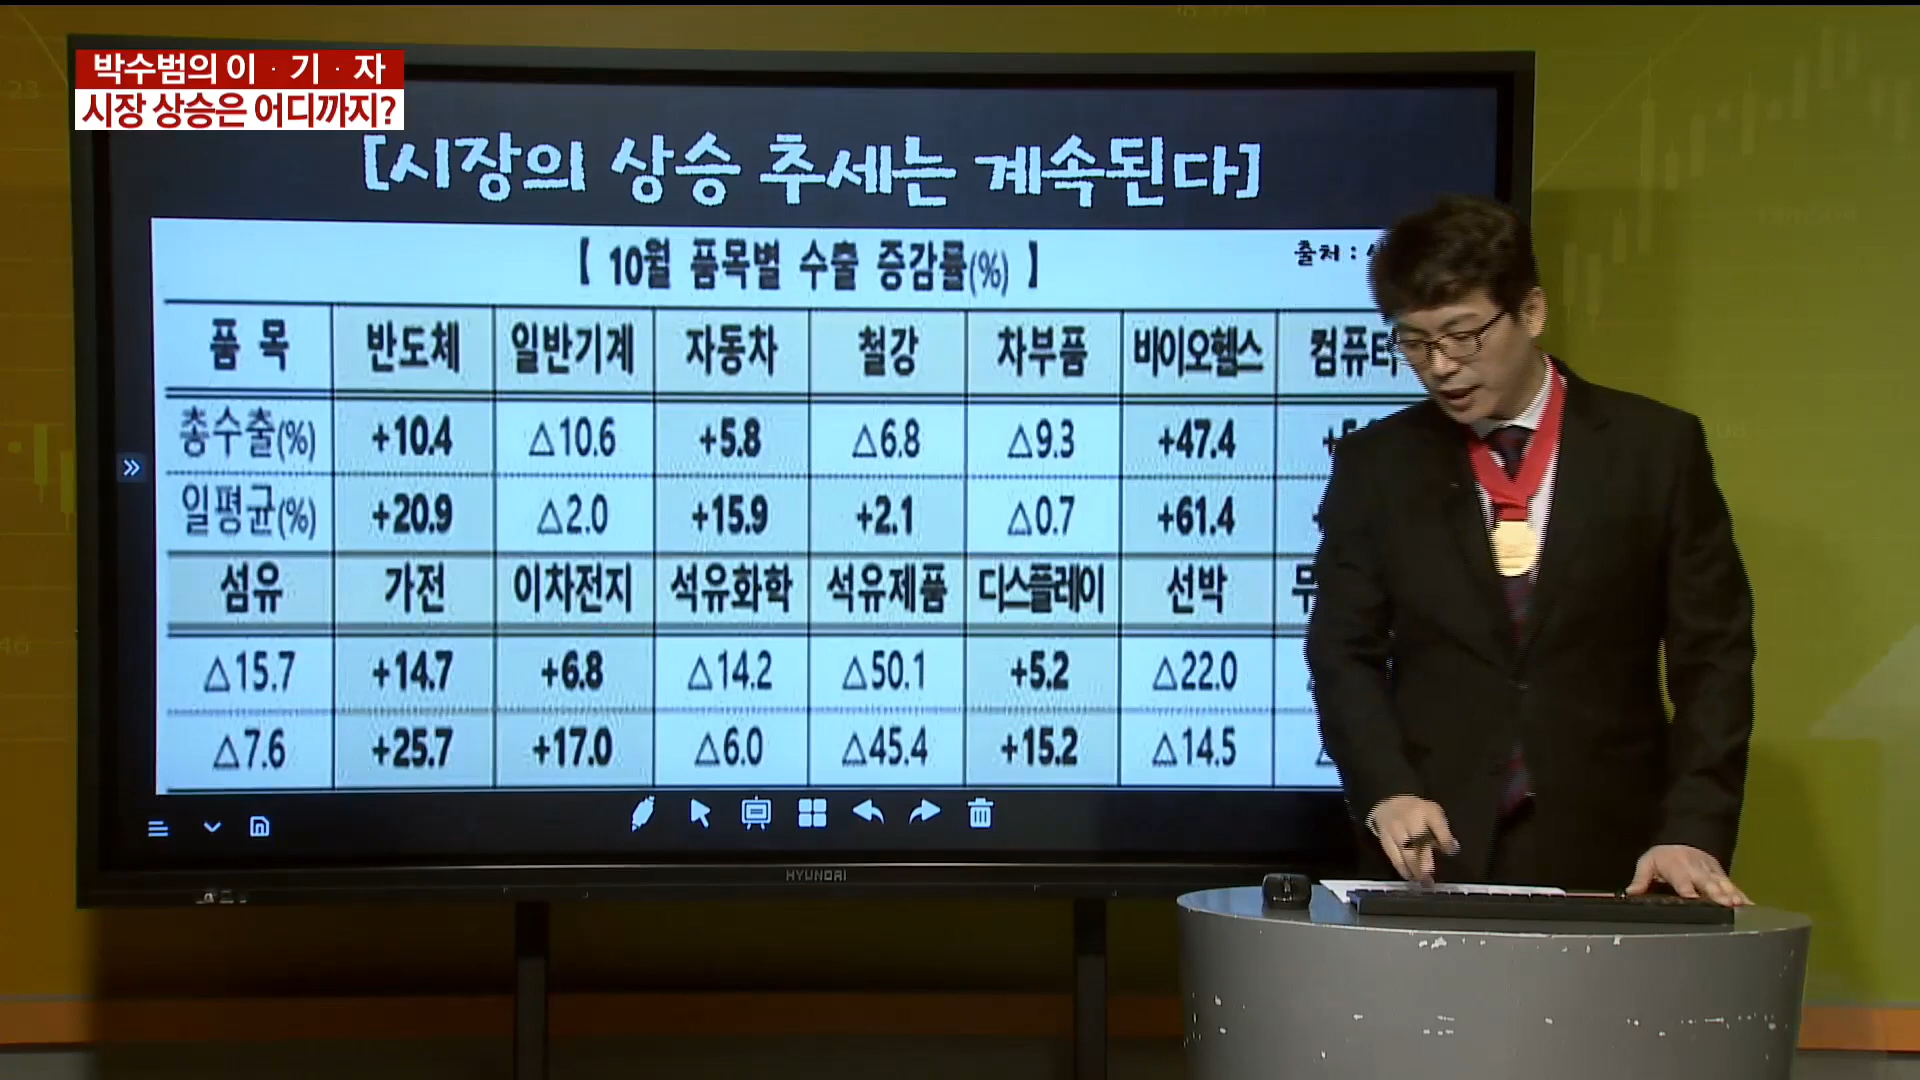 박수범의 이 · 기 · 자
시장 상승은 어디까지?
[시장의 상승 추세는 계속된다]
【 10월 품목별 수출 증감률(%) 】
출처 :
품 목 반도체 일반기계 자동차 철강 차부품 바이오헬스 컴퓨터
총수출(%) +10.4 △10.6 +5.8 △6.8 △9.3 +47.4
일평균(%) +20.9 △2.0 +15.9 +2.1 △0.7 +61.4
섬유 가전 이차전지 석유화학 석유제품 디스플레이 선박
△15.7 +14.7 +6.8 △14.2 △50.1 +5.2 △22.0
△7.6 +25.7 +17.0 △6.0 △45.4 +15.2 △14.5
HYUNDAI